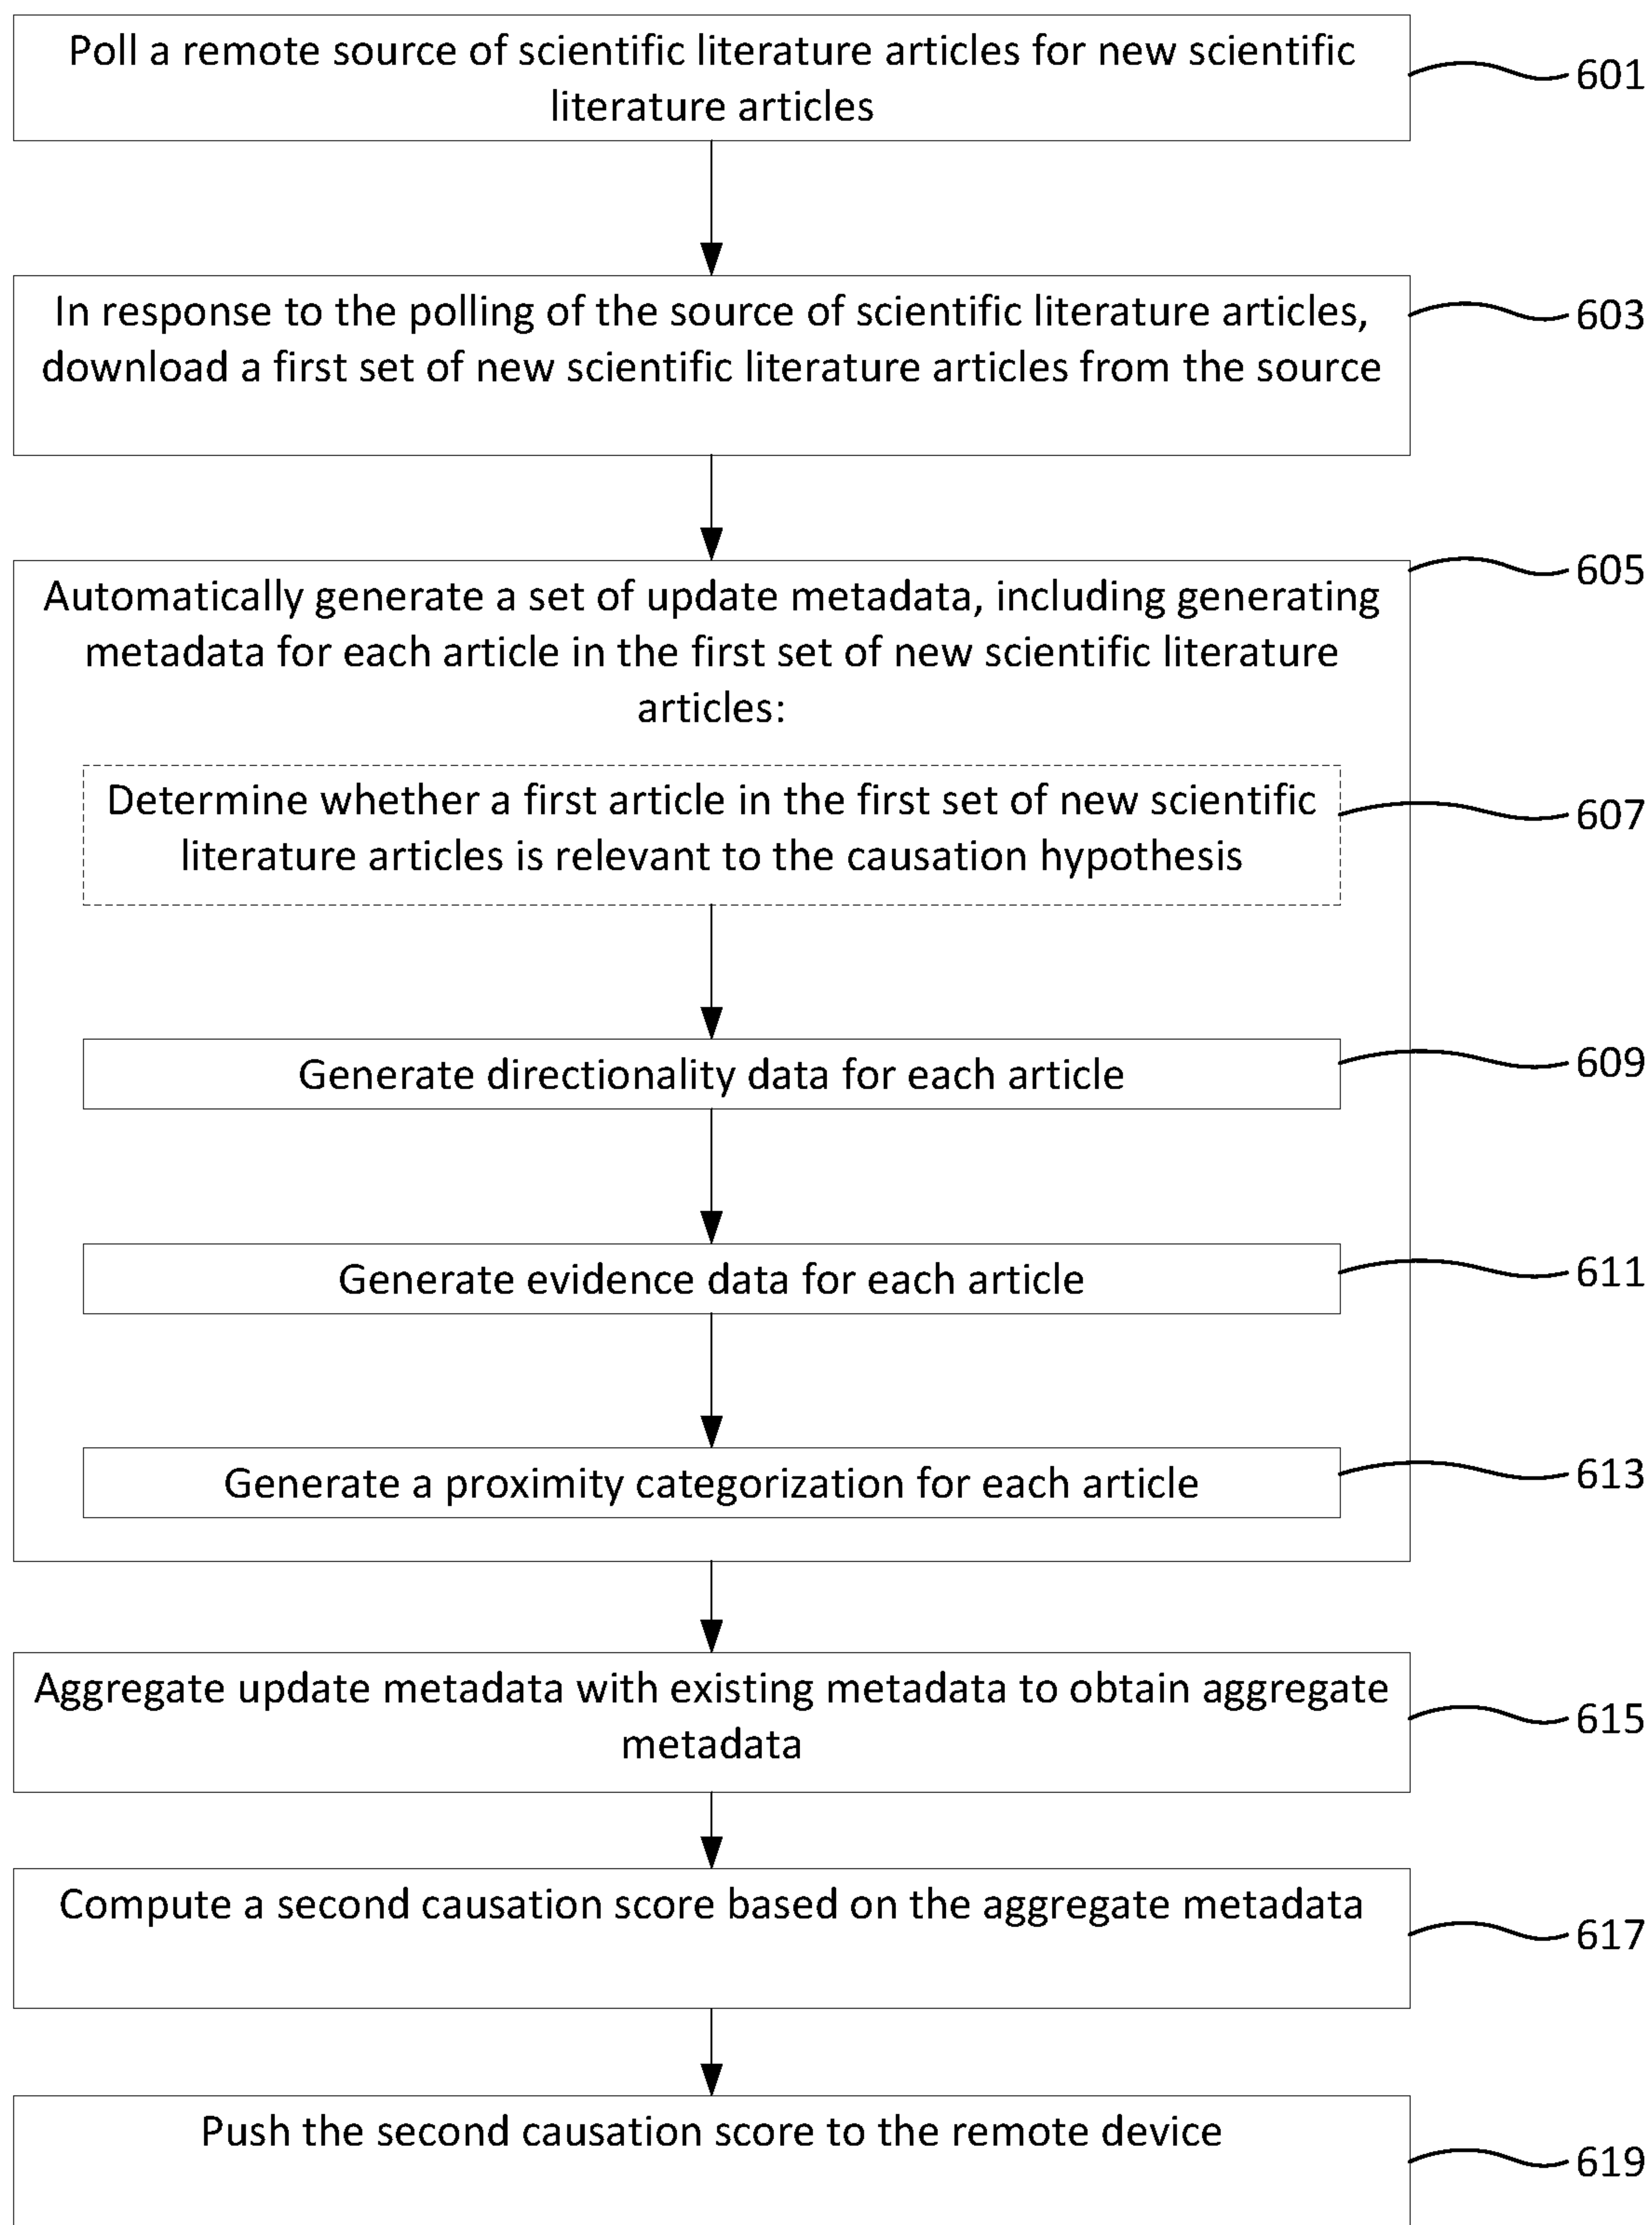 Poll a remote source of scientific literature articles for new scientific
literature articles
601
In response to the polling of the source of scientific literature articles,
download a first set of new scientific literature articles from the source
603
605
Automatically generate a set of update metadata, including generating
metadata for each article in the first set of new scientific literature
articles:
Determine whether a first article in the first set of new scientific
literature articles is relevant to the causation hypothesis
607
Generate directionality data for each article
609
Generate evidence data for each article
611
Generate a proximity categorization for each article
613
Aggregate update metadata with existing metadata to obtain aggregate
metadata
615
Compute a second causation score based on the aggregate metadata
617
Push the second causation score to the remote device
619